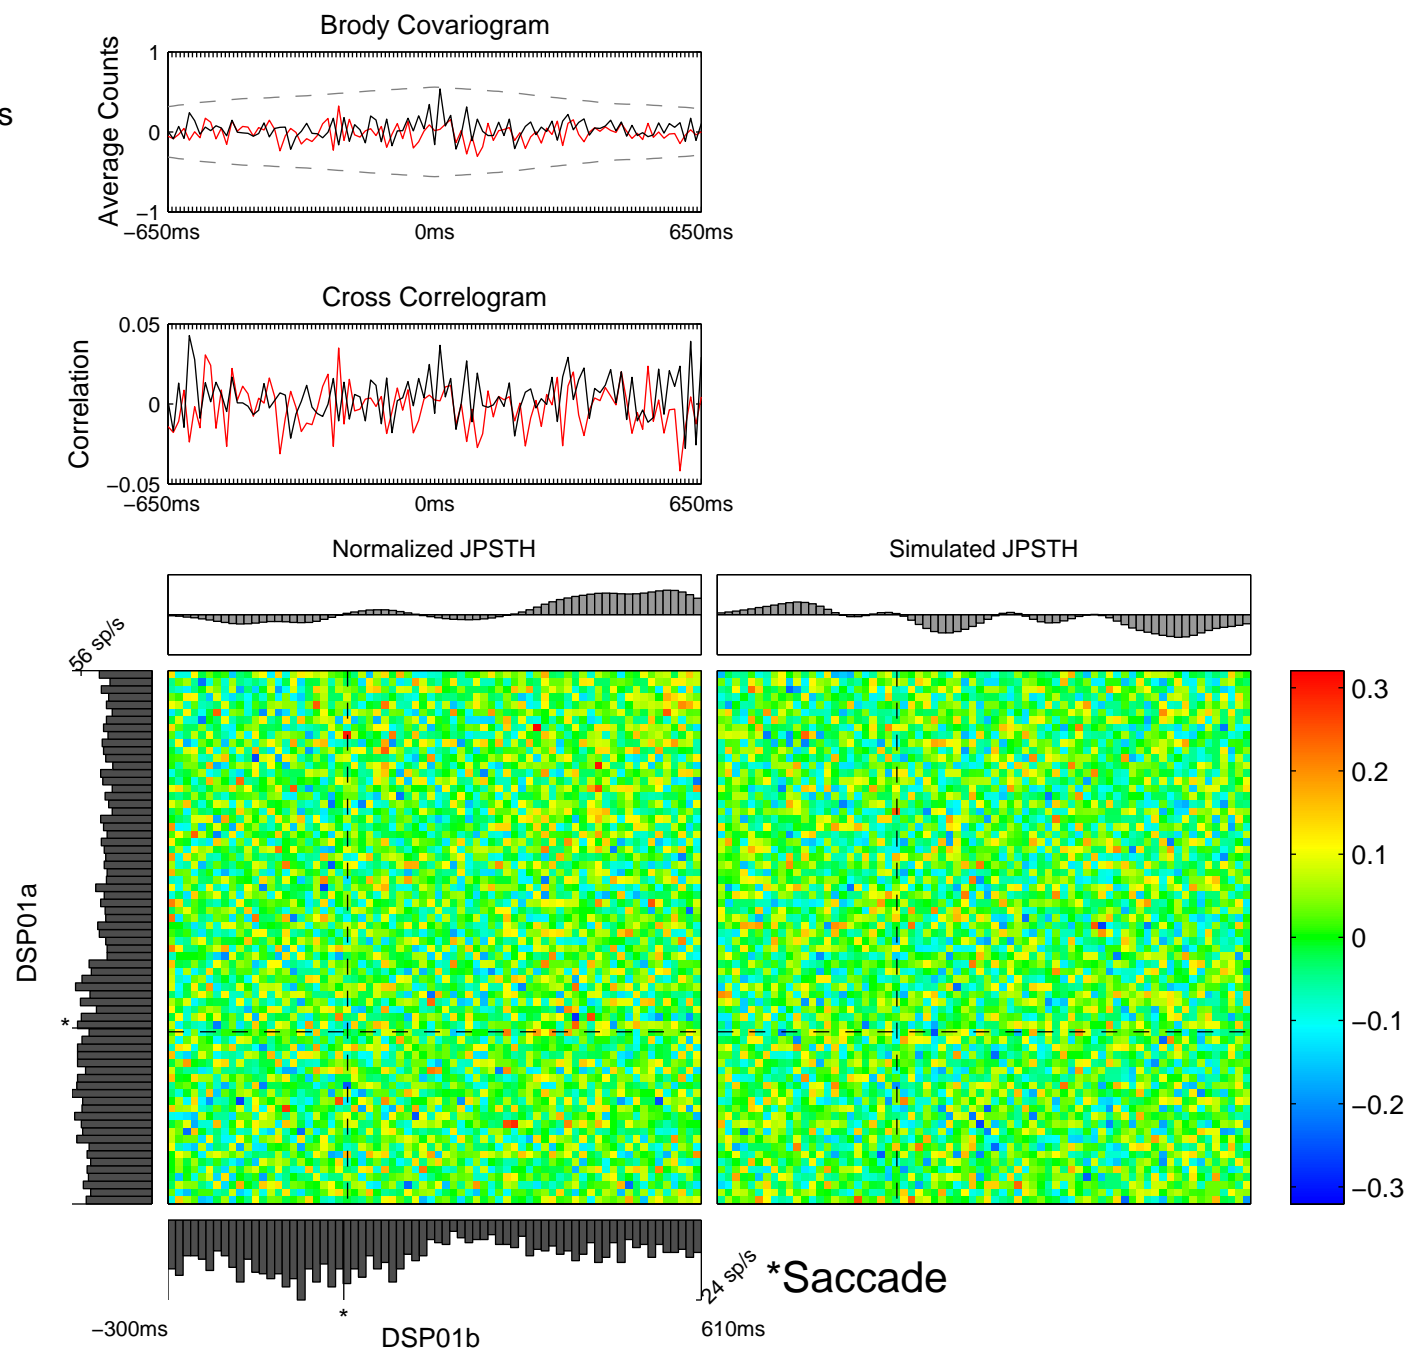 Brody Covariogram
s
Average Counts
1
0
−1
−650ms 0ms 650ms
Cross Correlogram
Correlation
0.05
0
−0.05
−650ms 0ms 650ms
Normalized JPSTH Simulated JPSTH
56 sp/s
DSP01a
*
0.3
0.2
0.1
0
−0.1
−0.2
−0.3
24 sp/s
*Saccade
*
−300ms DSP01b 610ms